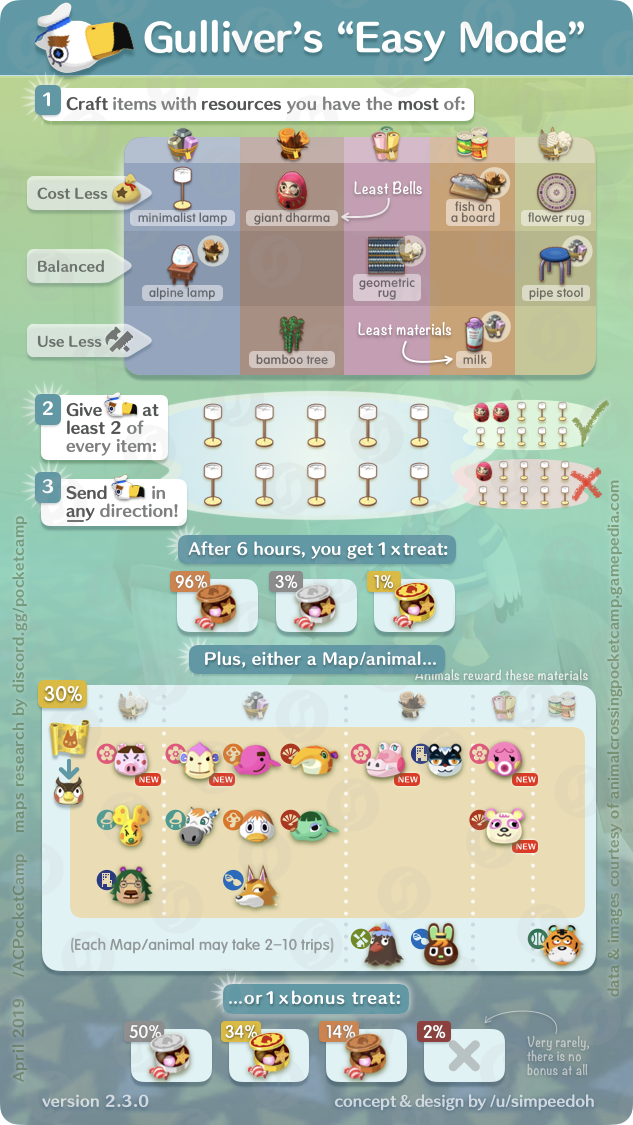 Gulliver's "Easy Mode"
1 Craft items with resources you have the most of:
Cost Less
minimalist lamp
giant dharma
Least Bells
fish on
a board
flower rug
Balanced
alpine lamp
geometric
rug
pipe stool
Use Less
bamboo tree
Least materials
milk
2 Give at
least 2 of
every item:
3 Send in
any direction!
After 6 hours, you get 1 x treat:
96%
3%
1%
Plus, either a Map/animal...
Animals reward these materials
30%
NEW
NEW
NEW
NEW
NEW
(Each Map/animal may take 2–10 trips)
...or 1 x bonus treat:
50%
34%
14%
2%
Very rarely,
there is no
bonus at all
version 2.3.0
concept & design by /u/simpeedoh
April 2019 /ACPocketCamp maps research by discord.gg/pocketcamp
data & images courtesy of animalcrossingpocketcamp.gamepedia.com